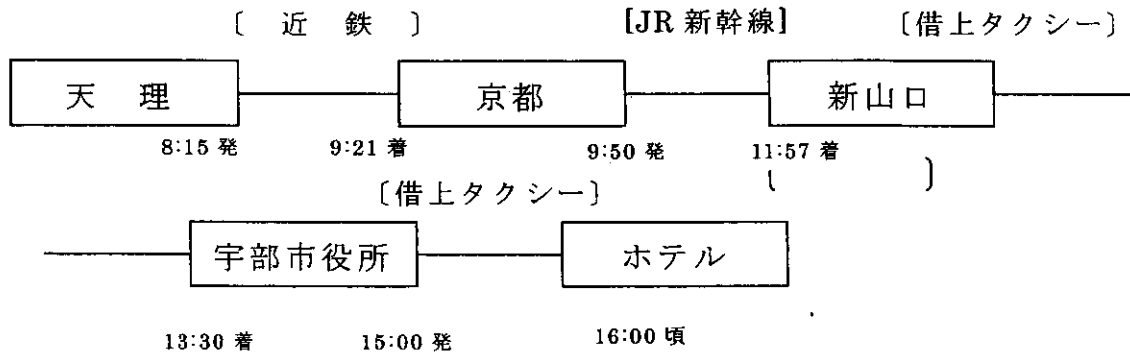 〔 近 鉄 〕 [JR 新幹線] 〔借上タクシー〕
天 理 京都 新山口
8:15 発 9:21 着 9:50 発 11:57 着
〔 〕
〔借上タクシー〕
宇部市役所 ホテル
13:30 着 15:00 発 16:00 頃